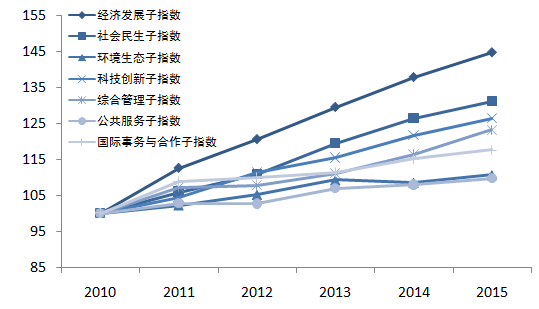 155
145
135
125
115
105
95
85
经济发展子指数
社会民生子指数
环境生态子指数
科技创新子指数
综合管理子指数
公共服务子指数
国际事务与合作子指数
2010 2011 2012 2013 2014 2015